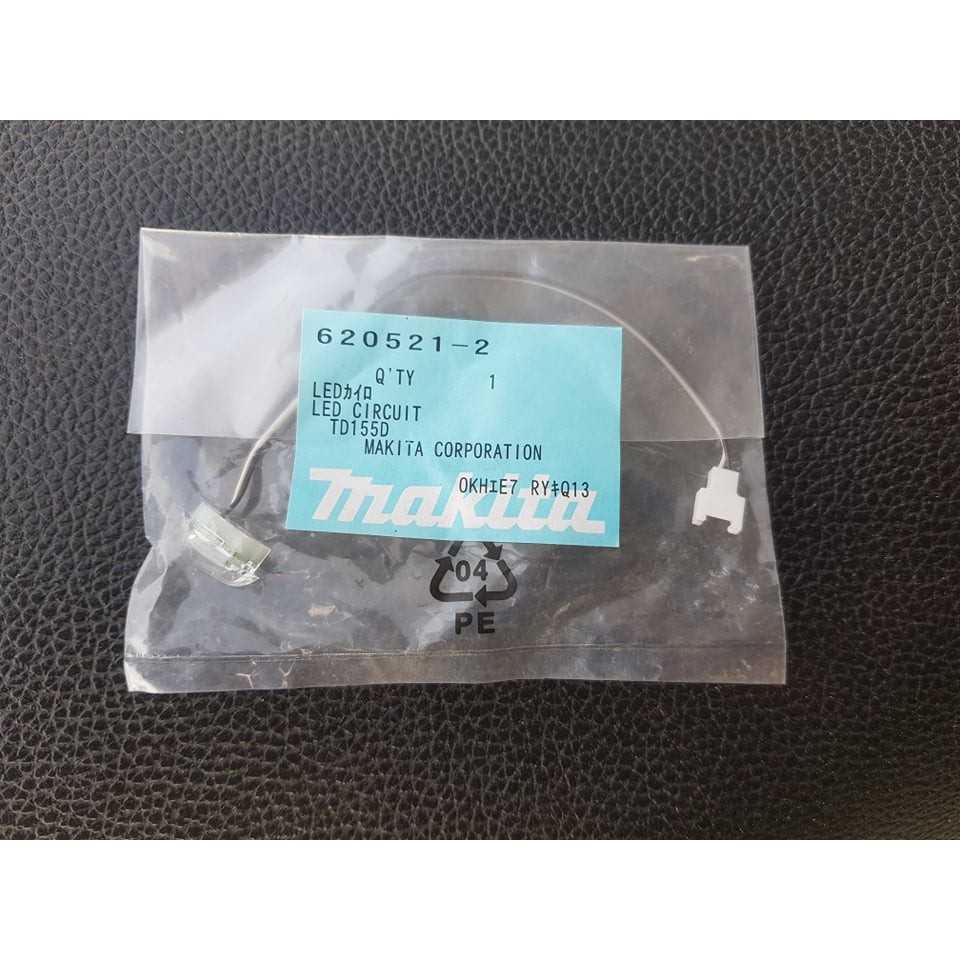 620521-2
Q'TY 1
LEDカイロ
LED CIRCUIT
TD155D
MAKITA CORPORATION
0KHエE7 RYキQ13
makita
04
PE